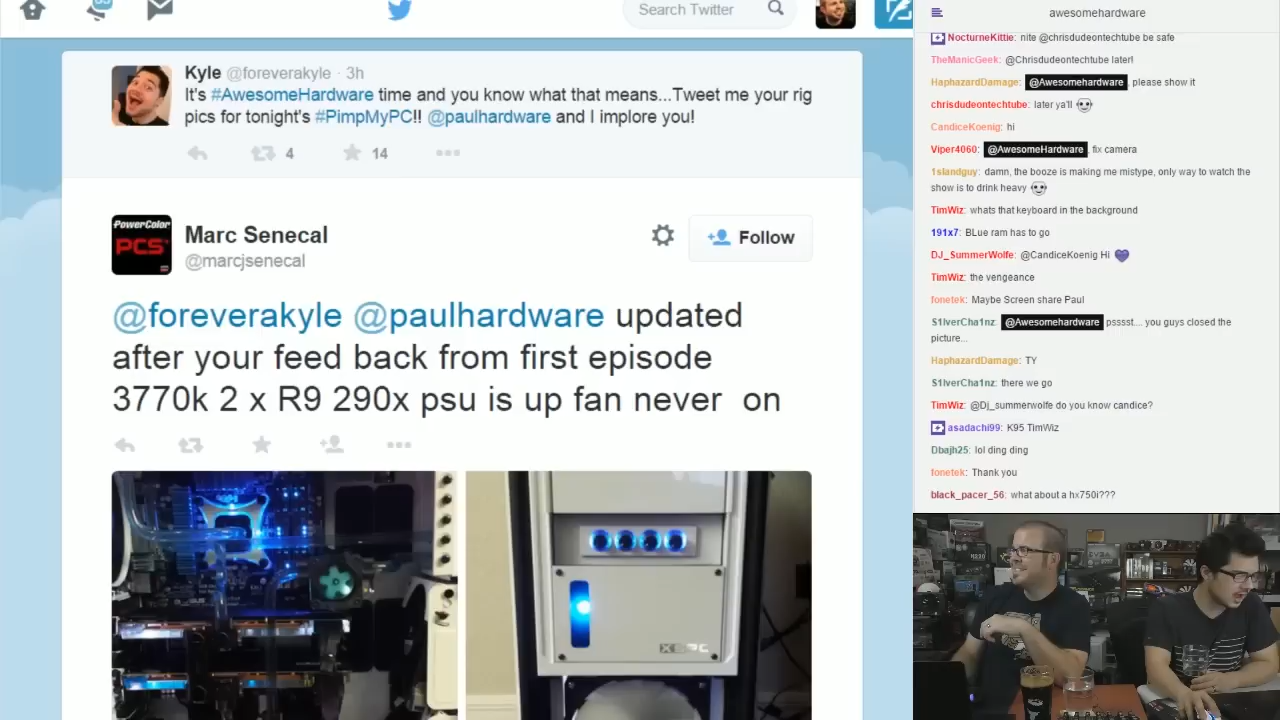 Search Twitter
Kyle @foreverakyle · 3h
It's #AwesomeHardware time and you know what that means...Tweet me your rig
pics for tonight's #PimpMyPC!! @paulhardware and I implore you!
4
14
PowerColor
PCS
Marc Senecal
@marcjsenecal
Follow
@foreverakyle @paulhardware updated
after your feed back from first episode
3770k 2 x R9 290x psu is up fan never on
XSPC
awesomehardware
NocturneKittie: nite @chrisdudeontechtube be safe
TheManicGeek: @Chrisdudeontechtube later!
HaphazardDamage: @Awesomehardware, please show it
chrisdudeontechtube: later ya'll
CandiceKoenig: hi
Viper4060: @AwesomeHardware, fix camera
1slandguy: damn, the booze is making me mistype, only way to watch the
show is to drink heavy
TimWiz: whats that keyboard in the background
191x7: BLue ram has to go
DJ_SummerWolfe: @CandiceKoenig Hi
TimWiz: the vengeance
fonetek: Maybe Screen share Paul
S1lverCha1nz: @Awesomehardware psssst... you guys closed the
picture...
HaphazardDamage: TY
S1lverCha1nz: there we go
TimWiz: @Dj_summerwolfe do you know candice?
asadachi99: K95 TimWiz
Dbajh25: lol ding ding
fonetek: Thank you
black_pacer_56: what about a hx750i???
EVGA